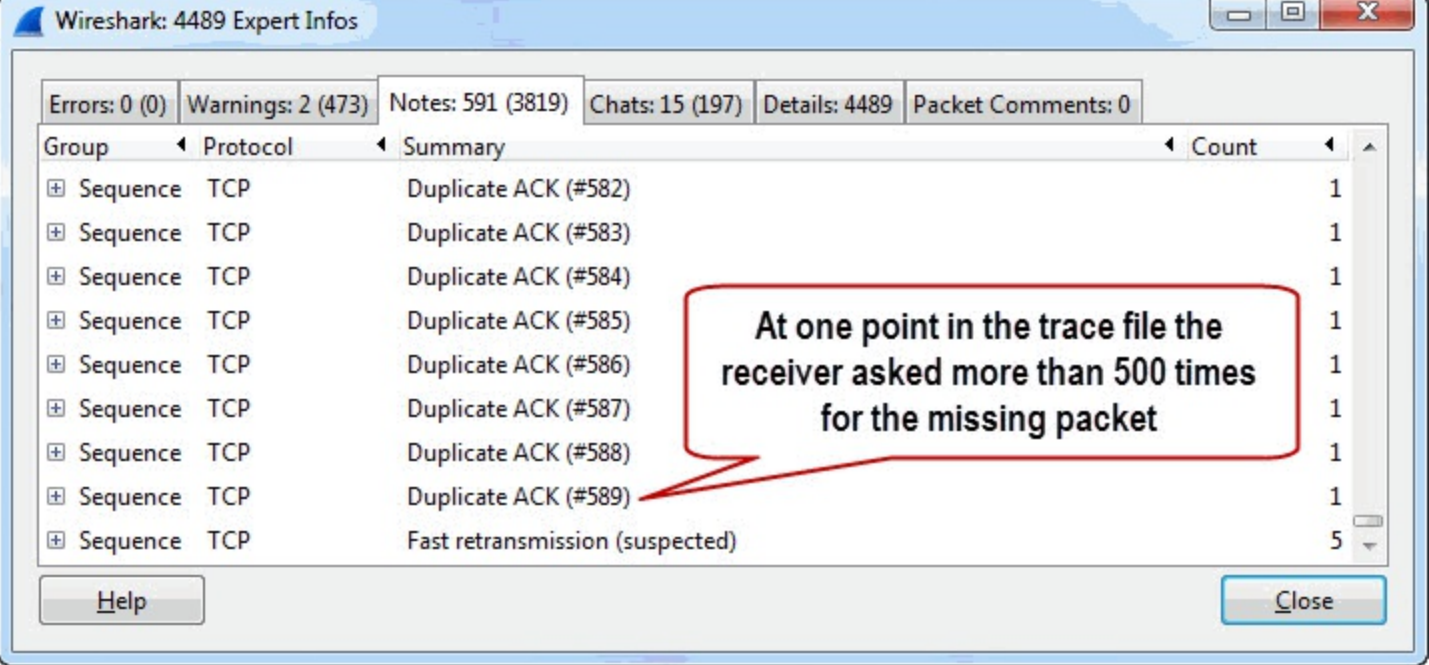 Wireshark: 4489 Expert Infos
Errors: 0 (0) Warnings: 2 (473) Notes: 591 (3819) Chats: 15 (197) Details: 4489 Packet Comments: 0
Group Protocol Summary Count
Sequence TCP Duplicate ACK (#582) 1
Sequence TCP Duplicate ACK (#583) 1
Sequence TCP Duplicate ACK (#584) 1
Sequence TCP Duplicate ACK (#585) 1
Sequence TCP Duplicate ACK (#586) 1
Sequence TCP Duplicate ACK (#587) 1
Sequence TCP Duplicate ACK (#588) 1
Sequence TCP Duplicate ACK (#589) 1
Sequence TCP Fast retransmission (suspected) 5
At one point in the trace file the
receiver asked more than 500 times
for the missing packet
Help Close